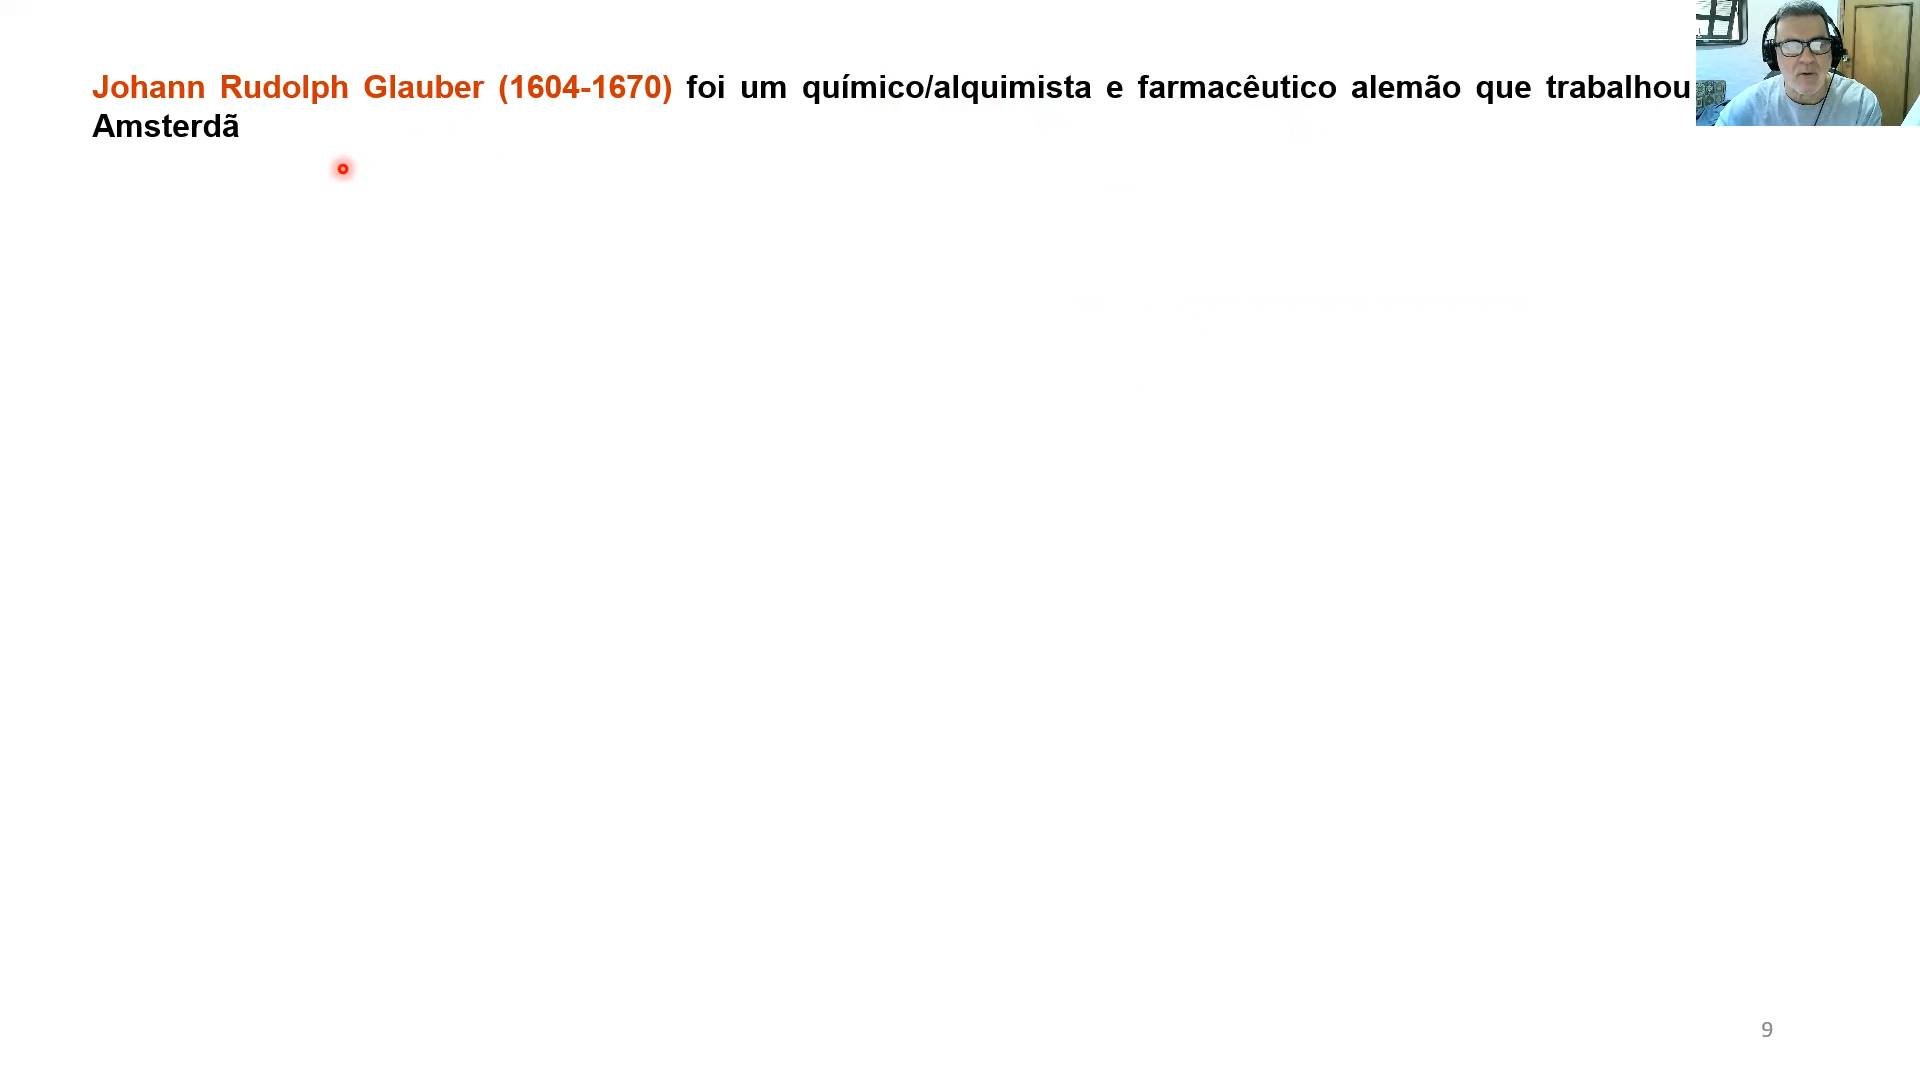 Johann Rudolph Glauber (1604-1670) foi um químico/alquimista e farmacêutico alemão que trabalhou
Amsterdã
9